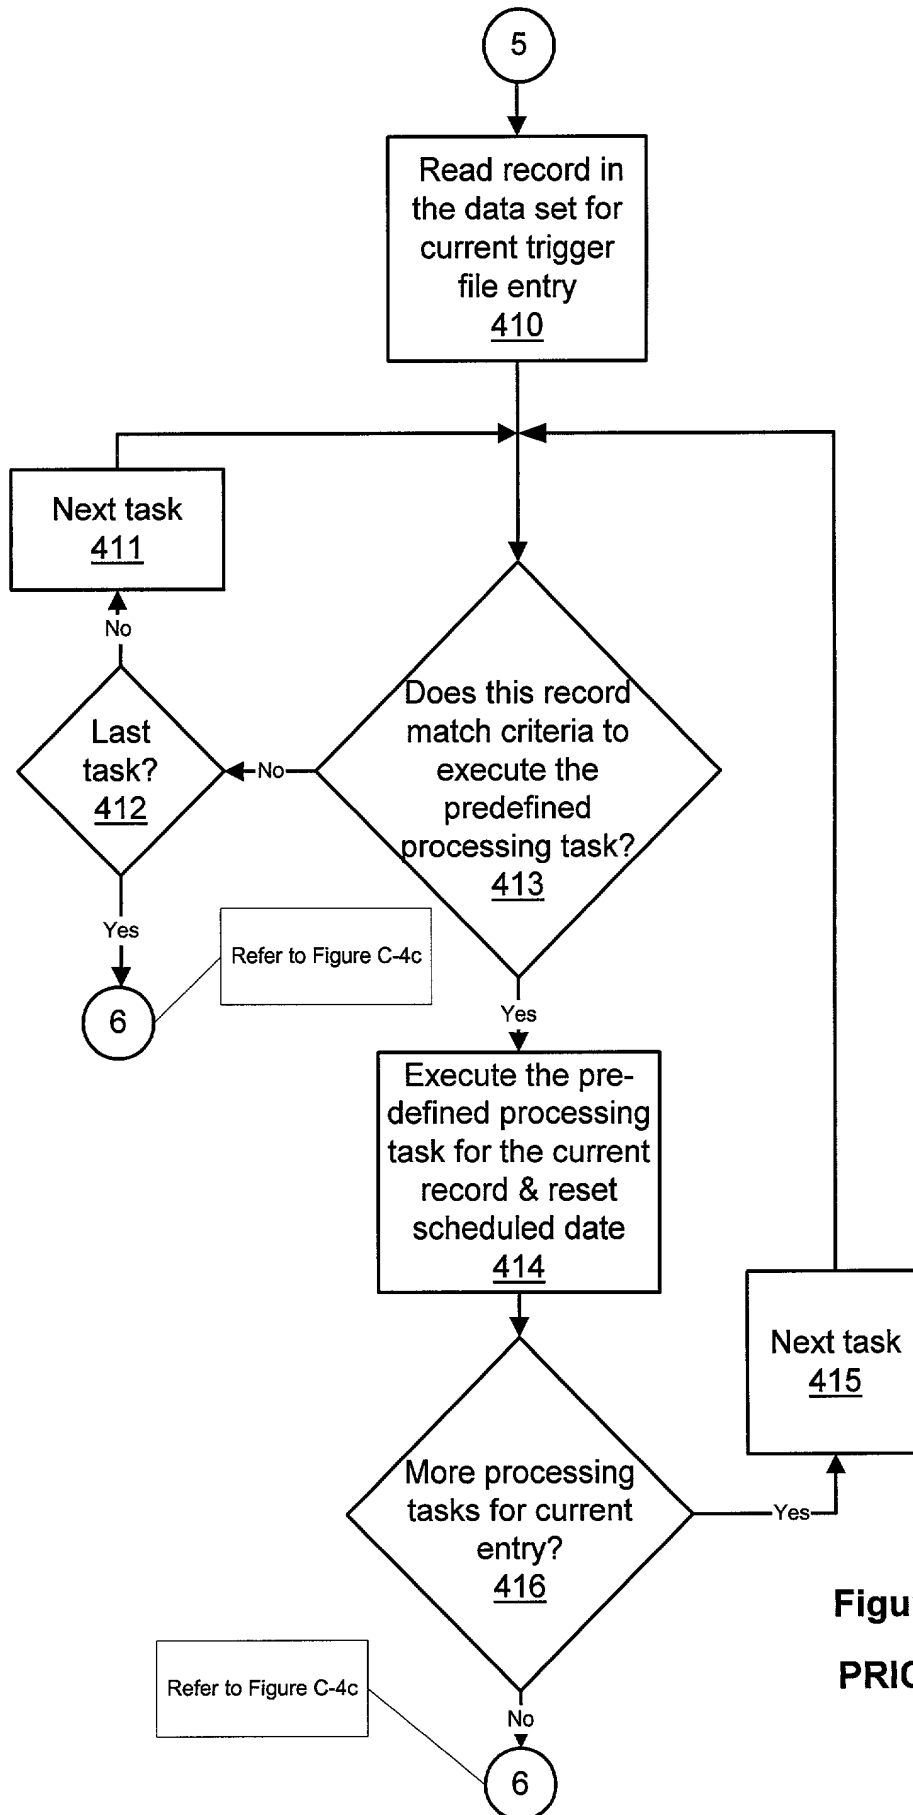 5
Read record in
the data set for
current trigger
file entry
410
Next task
411
No
Last
task?
412
No
Does this record
match criteria to
execute the
predefined
processing task?
413
Yes
6
Refer to Figure C-4c
Yes
Execute the pre-
defined processing
task for the current
record & reset
scheduled date
414
Next task
415
More processing
tasks for current
entry?
416
Yes
Refer to Figure C-4c
No
6